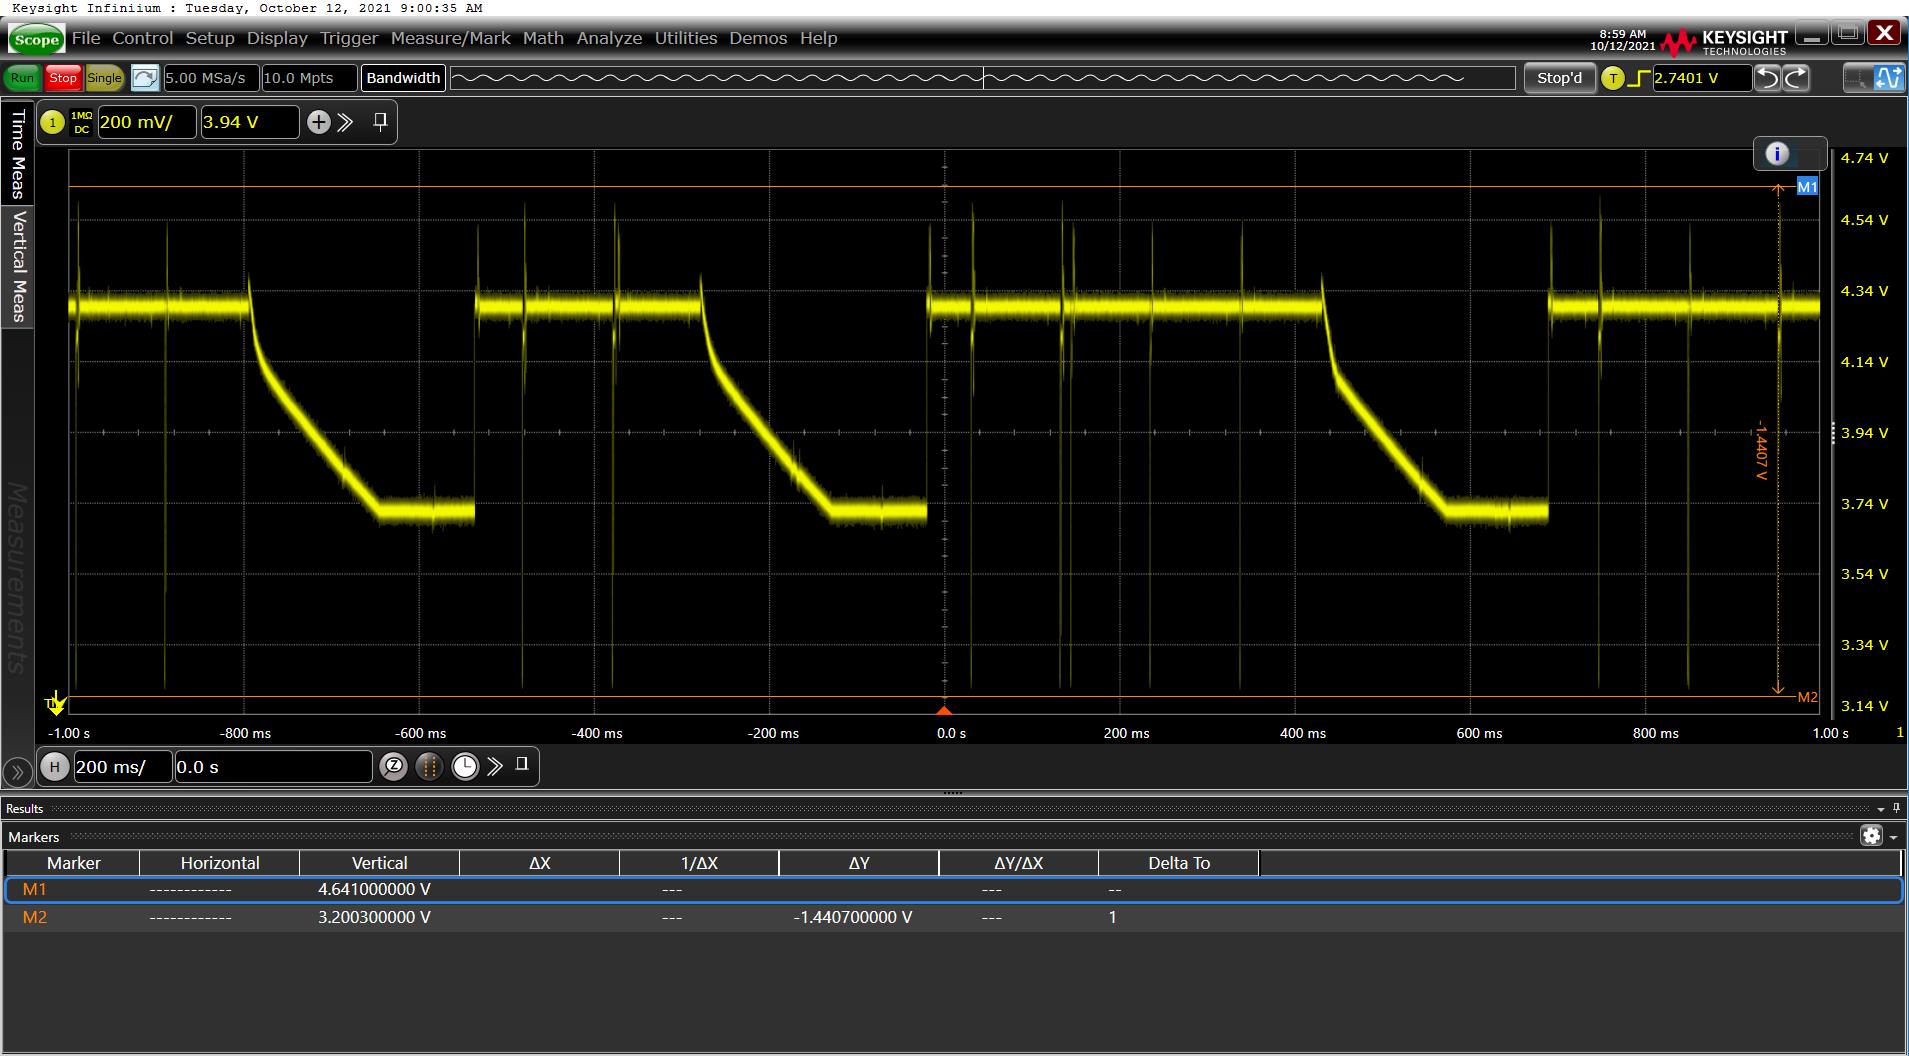 Keysight Infiniium : Tuesday, October 12, 2021 9:00:35 AM
Scope File Control Setup Display Trigger Measure/Mark Math Analyze Utilities Demos Help
8:59 AM
10/12/2021
KEYSIGHT
TECHNOLOGIES
Run Stop Single 5.00 MSa/s 10.0 Mpts Bandwidth Stop'd T 2.7401 V
1 1MΩ DC 200 mV/ 3.94 V
Time Meas
Vertical Meas
Measurements
i
4.74 V
M1
4.54 V
4.34 V
4.14 V
3.94 V
-1.4407 V
3.74 V
3.54 V
3.34 V
M2
3.14 V
-1.00 s -800 ms -600 ms -400 ms -200 ms 0.0 s 200 ms 400 ms 600 ms 800 ms 1.00 s 1
H 200 ms/ 0.0 s Z
Results
Markers
Marker Horizontal Vertical ΔX 1/ΔX ΔY ΔY/ΔX Delta To
M1 ------------ 4.641000000 V --- --- --
M2 ------------ 3.200300000 V --- -1.440700000 V --- 1